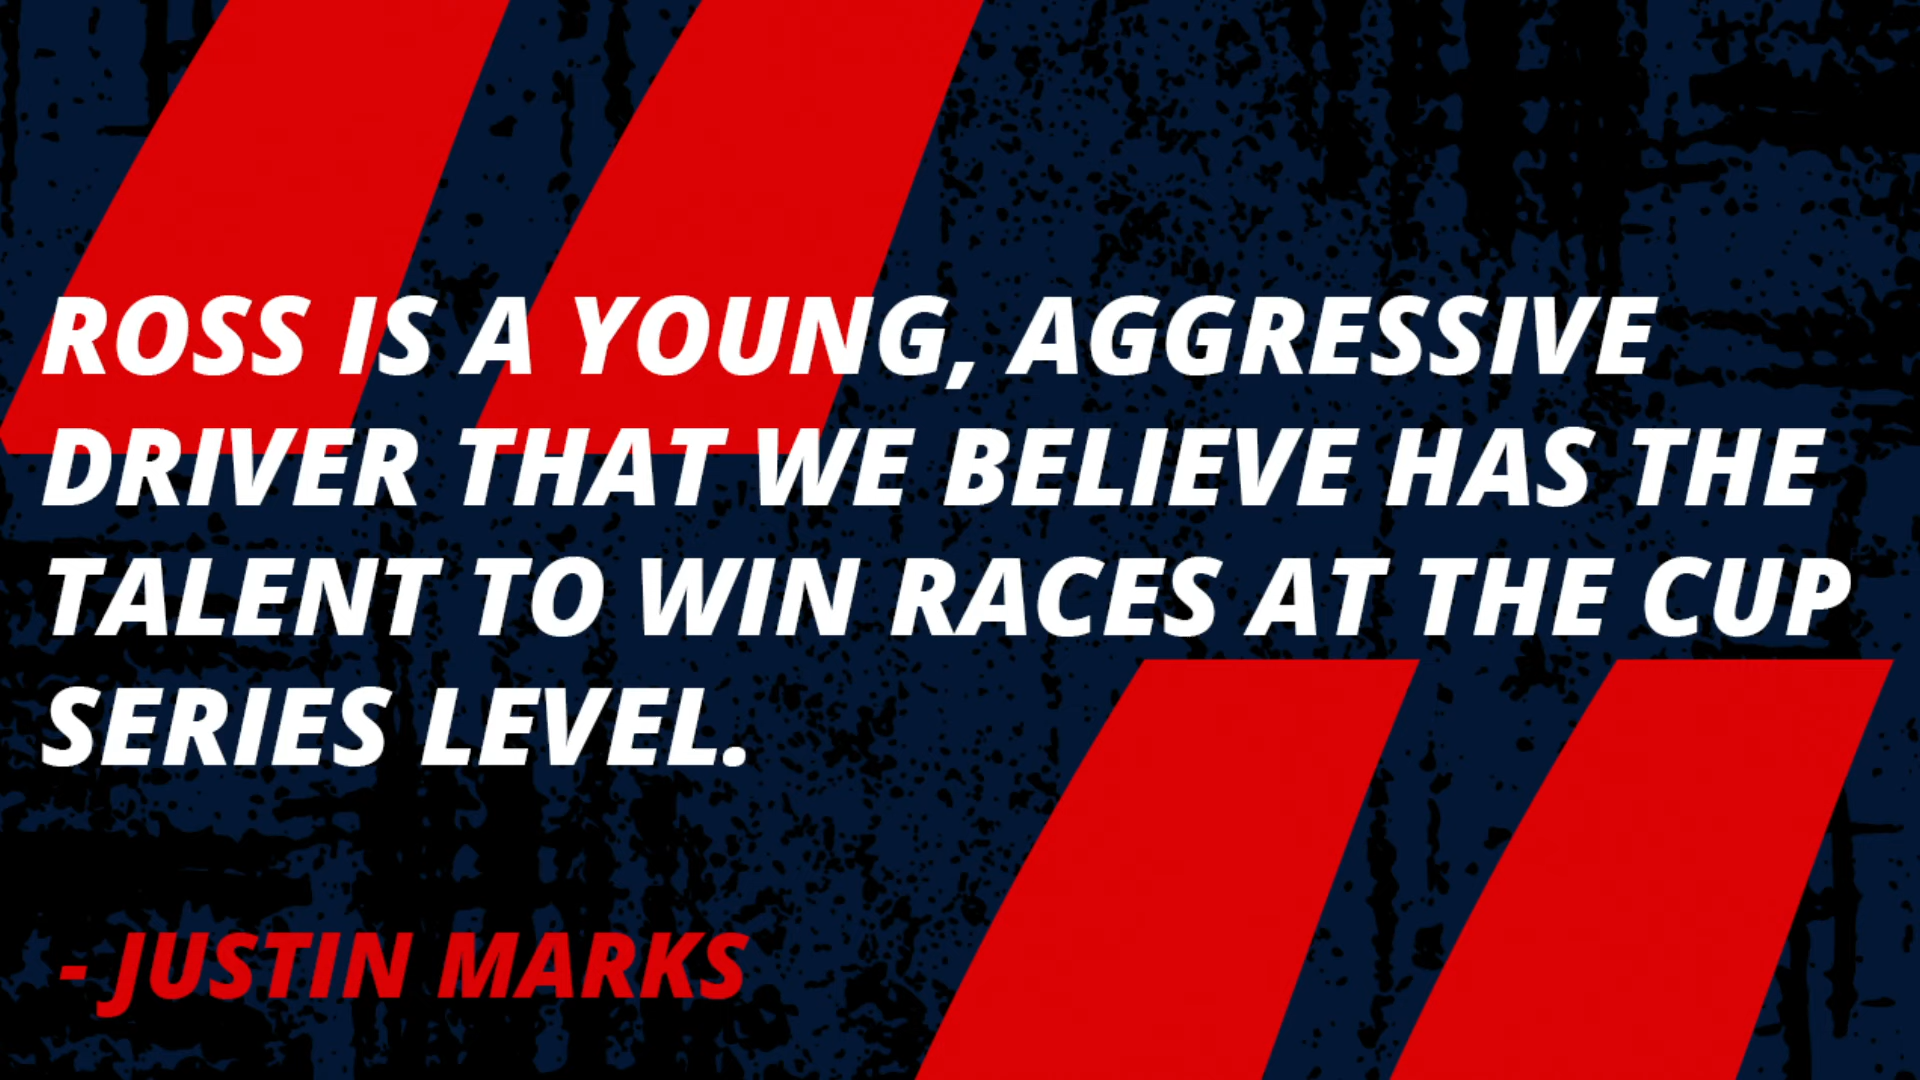 ROSS IS A YOUNG, AGGRESSIVE
DRIVER THAT WE BELIEVE HAS THE
TALENT TO WIN RACES AT THE CUP
SERIES LEVEL.
- JUSTIN MARKS